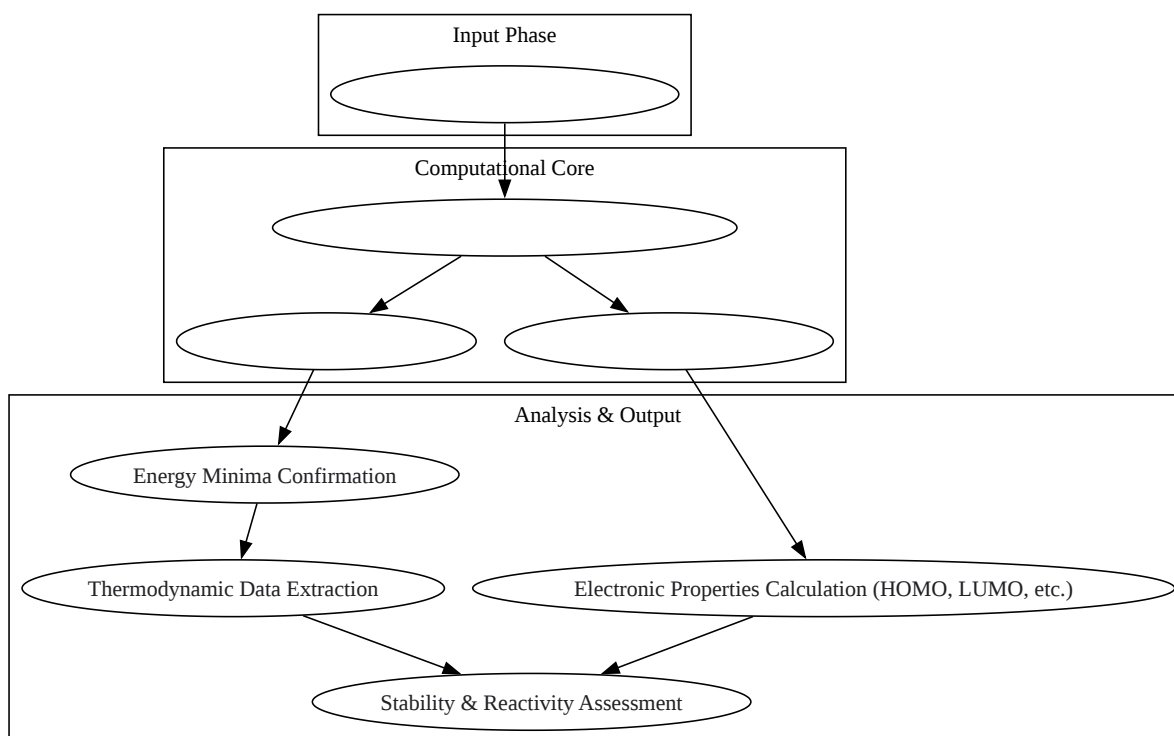 Input Phase
Computational Core
Analysis & Output
Energy Minima Confirmation
Thermodynamic Data Extraction
Electronic Properties Calculation (HOMO, LUMO, etc.)
Stability & Reactivity Assessment